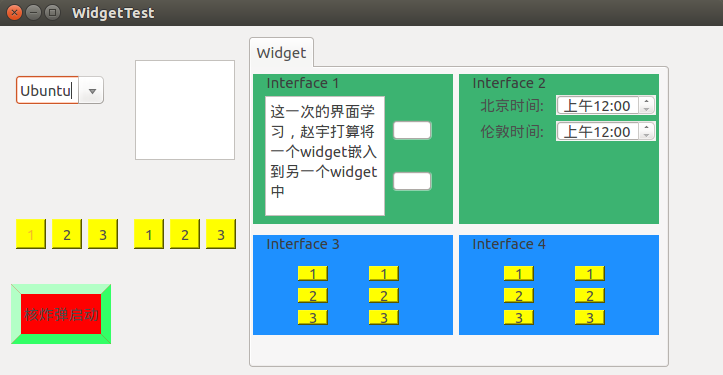 WidgetTest
Ubuntu
Widget
Interface 1
这一次的界面学
习，赵宇打算将
一个widget嵌入
到另一个widget
中
Interface 2
北京时间: 上午12:00
伦敦时间: 上午12:00
1 2 3 1 2 3
核炸弹启动
Interface 3
1 1
2 2
3 3
Interface 4
1 1
2 2
3 3